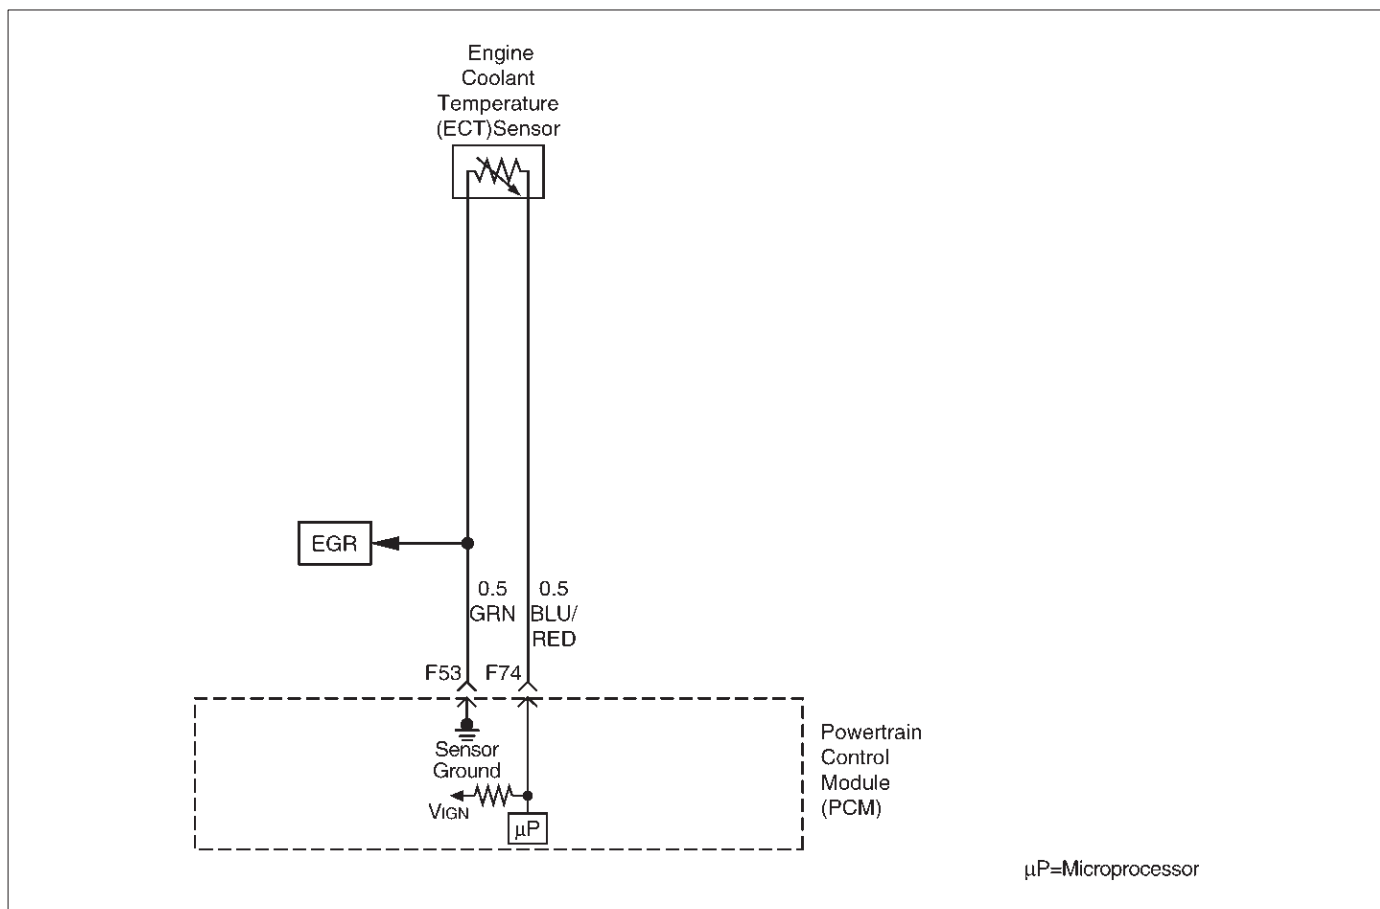 Engine
Coolant
Temperature
(ECT)Sensor
EGR
0.5
GRN
0.5
BLU/
RED
F53
F74
Sensor
Ground
VIGN
μP
Powertrain
Control
Module
(PCM)
μP=Microprocessor